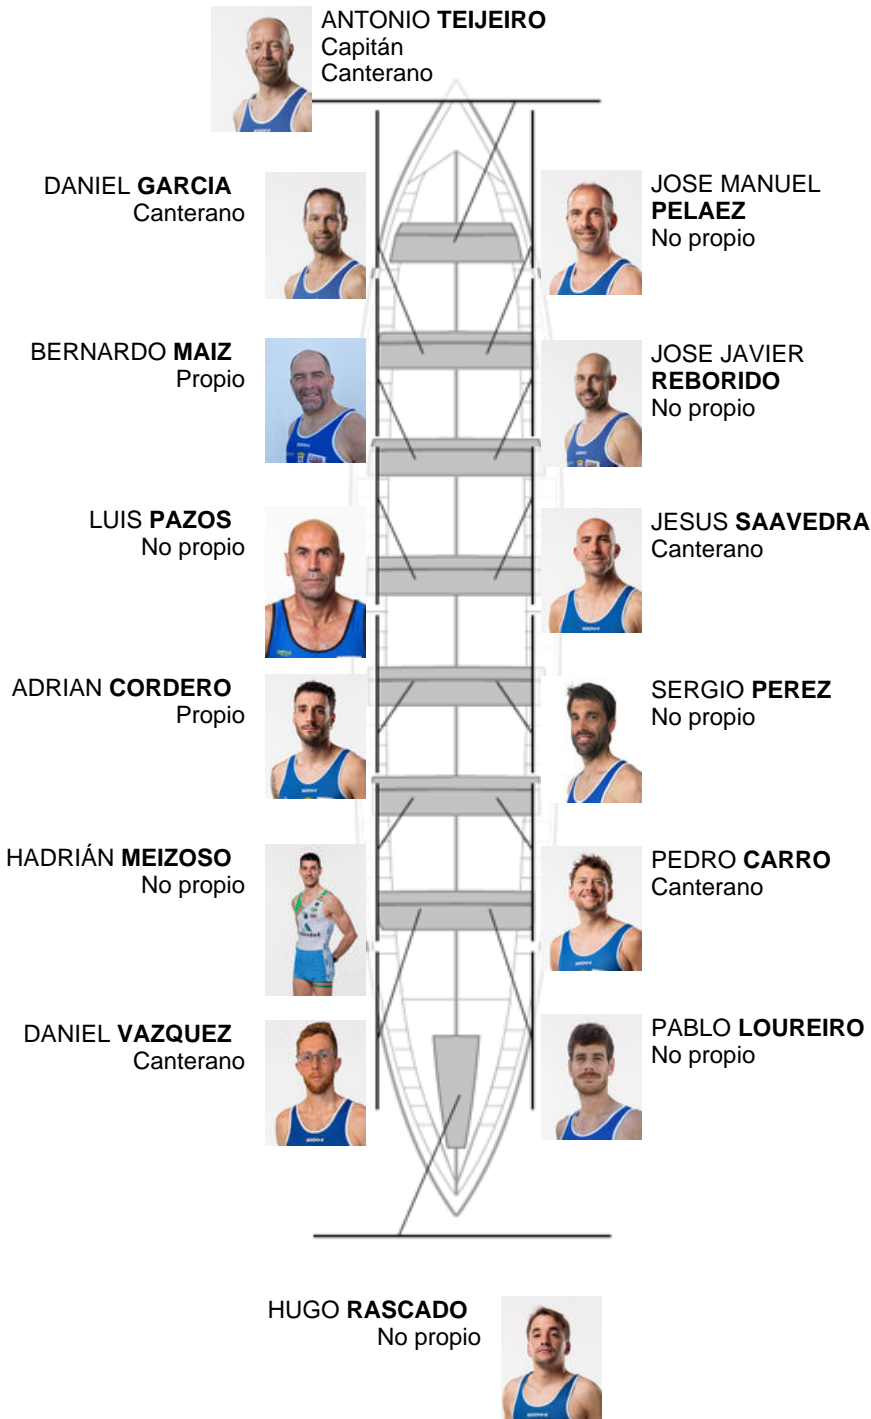 ANTONIO TEIJEIRO
Capitán
Canterano
DANIEL GARCIA
Canterano
JOSE MANUEL
PELAEZ
No propio
BERNARDO MAIZ
Propio
JOSE JAVIER
REBORIDO
No propio
LUIS PAZOS
No propio
JESUS SAAVEDRA
Canterano
ADRIAN CORDERO
Propio
SERGIO PEREZ
No propio
HADRIÁN MEIZOSO
No propio
PEDRO CARRO
Canterano
DANIEL VAZQUEZ
Canterano
PABLO LOUREIRO
No propio
HUGO RASCADO
No propio